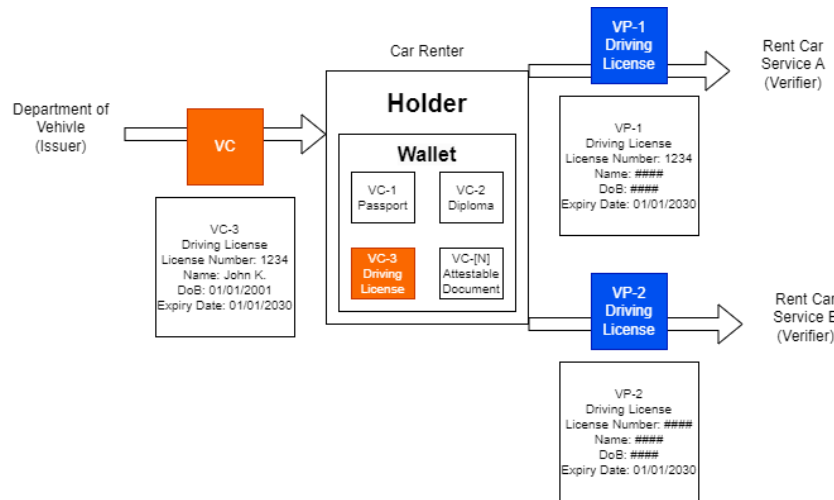 Department of
Vehivle
(Issuer)
VC
VC-3
Driving License
License Number: 1234
Name: John K.
DoB: 01/01/2001
Expiry Date: 01/01/2030
Car Renter
Holder
Wallet
VC-1
Passport
VC-2
Diploma
VC-3
Driving
License
VC-[N]
Attestable
Document
VP-1
Driving
License
Rent Car
Service A
(Verifier)
VP-1
Driving License
License Number: 1234
Name: ####
DoB: ####
Expiry Date: 01/01/2030
VP-2
Driving
License
Rent Car
Service B
(Verifier)
VP-2
Driving License
License Number: ####
Name: ####
DoB: ####
Expiry Date: 01/01/2030